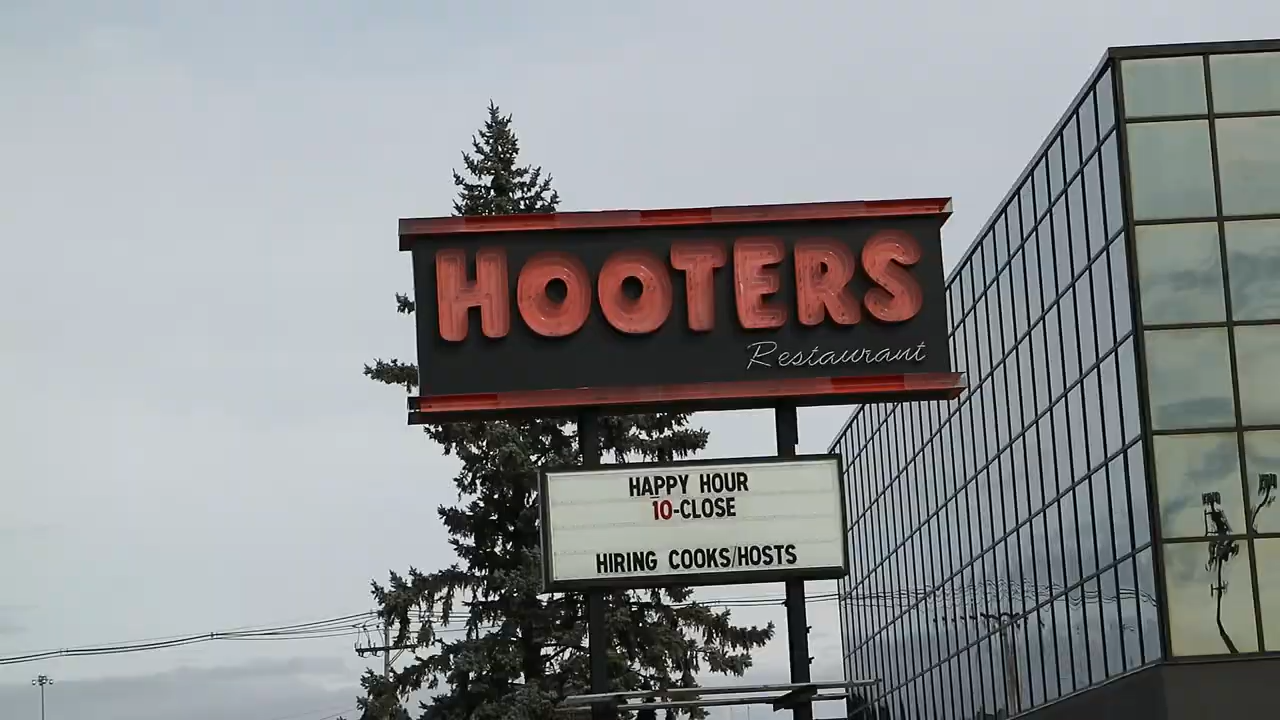 HOOTERS
Restaurant
HAPPY HOUR
10-CLOSE
HIRING COOKS/HOSTS